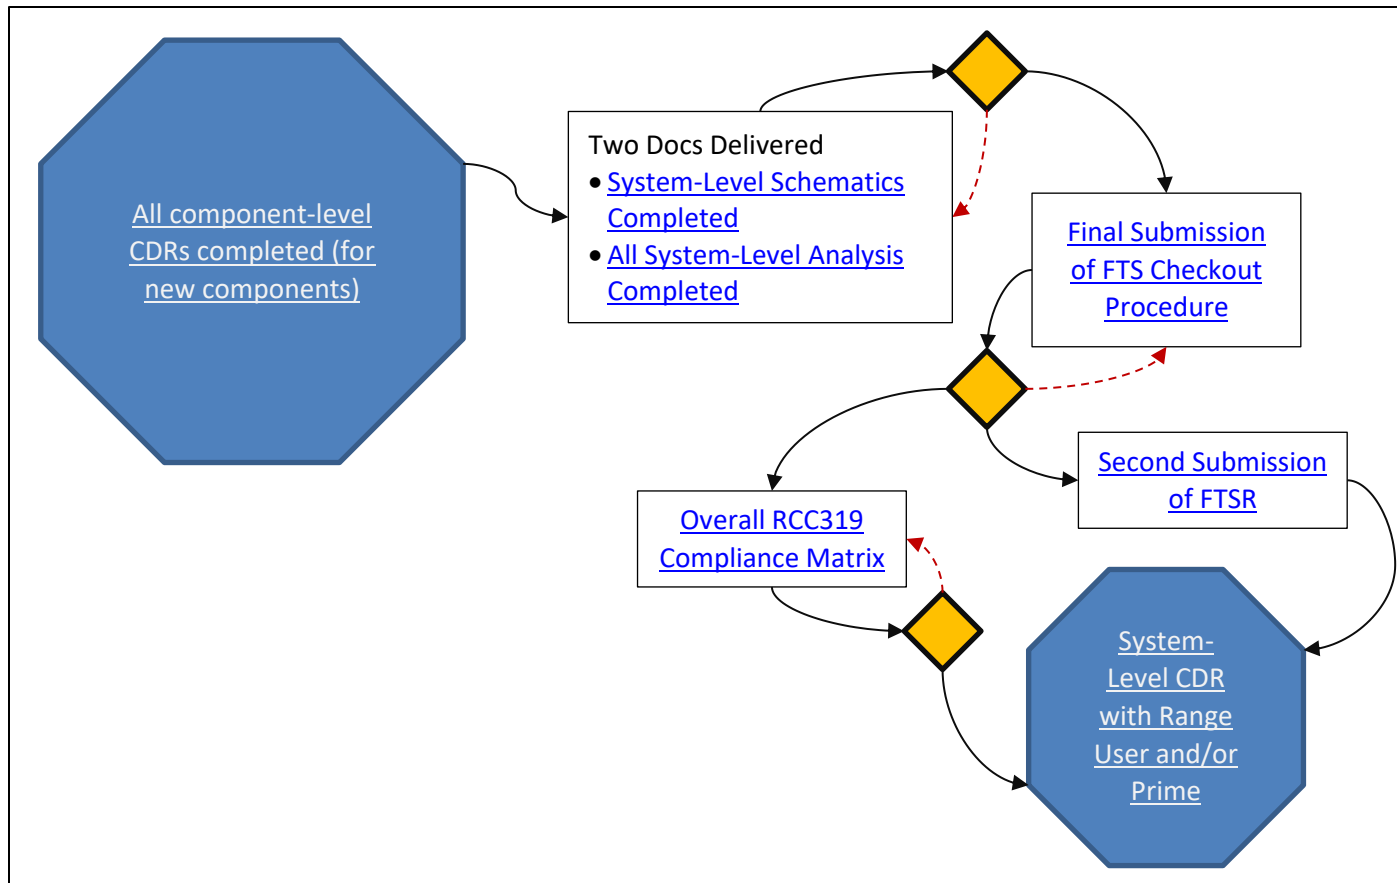 All component-level
CDRs completed (for
new components)
Two Docs Delivered
• System-Level Schematics
Completed
• All System-Level Analysis
Completed
Final Submission
of FTS Checkout
Procedure
Second Submission
of FTSR
Overall RCC319
Compliance Matrix
System-
Level CDR
with Range
User and/or
Prime